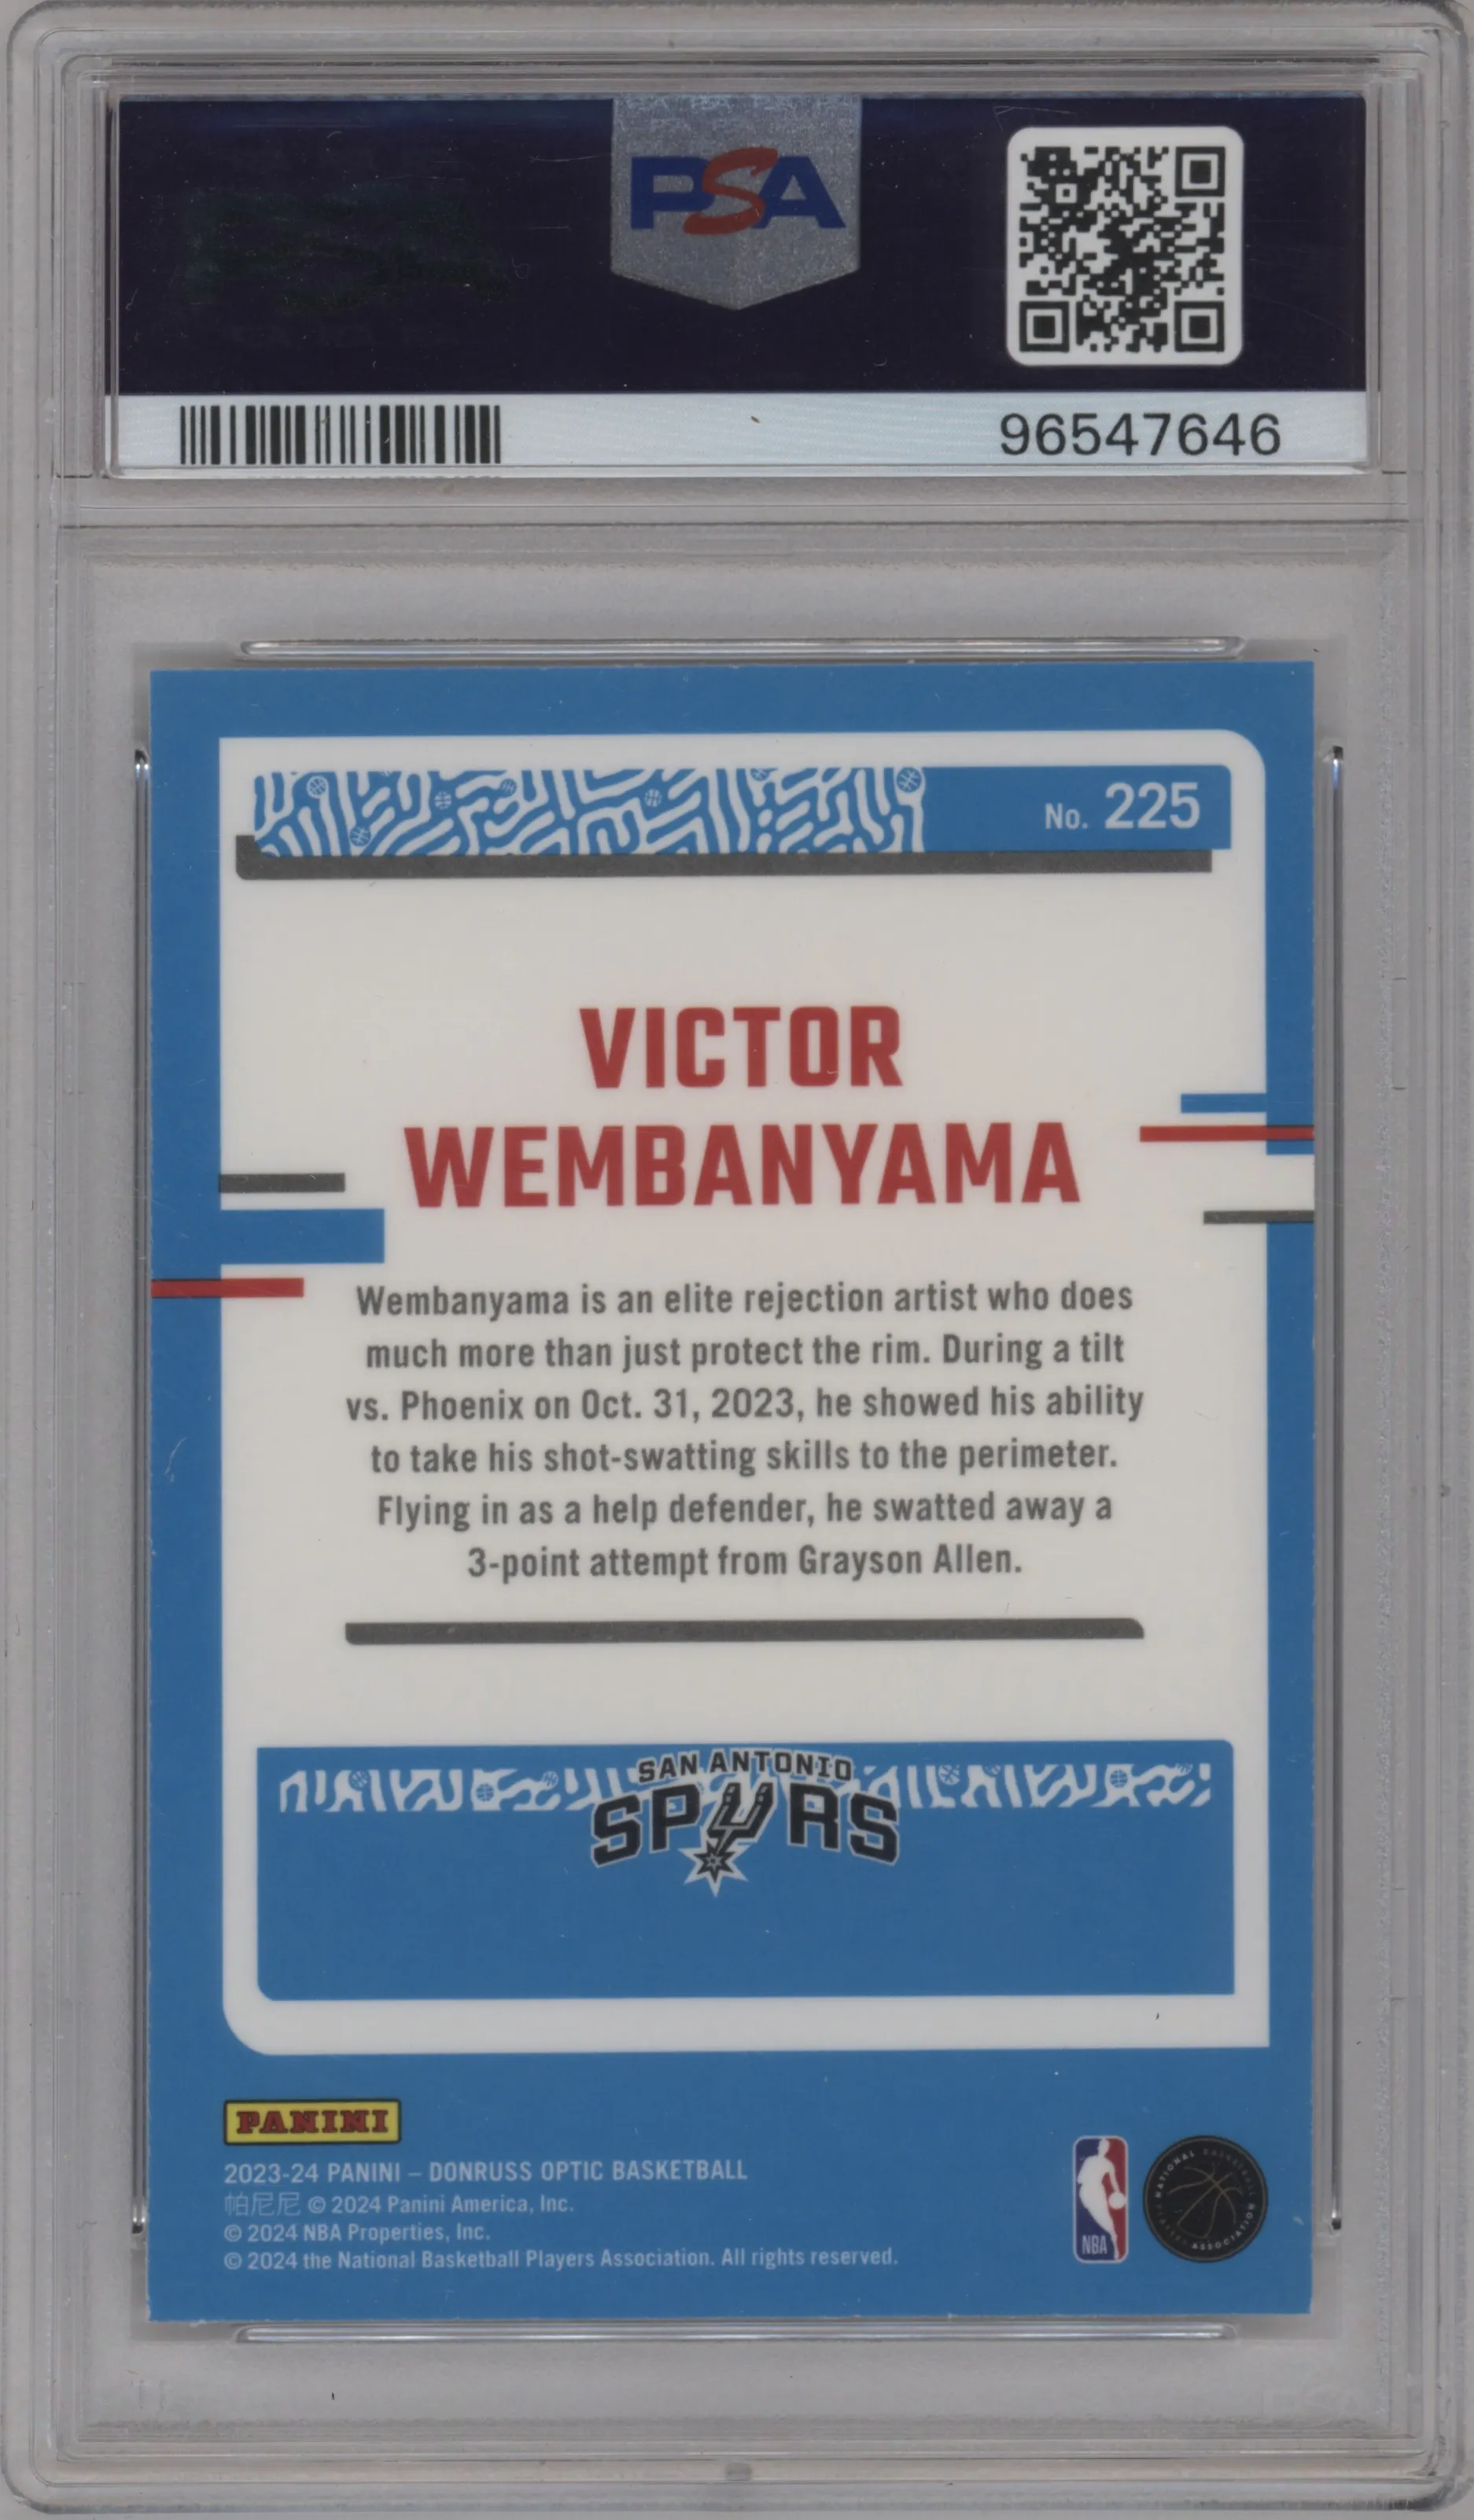 PSA
96547646
No. 225
VICTOR
WEMBANYAMA
Wembanyama is an elite rejection artist who does
much more than just protect the rim. During a tilt
vs. Phoenix on Oct. 31, 2023, he showed his ability
to take his shot-swatting skills to the perimeter.
Flying in as a help defender, he swatted away a
3-point attempt from Grayson Allen.
SAN ANTONIO
SPURS
PANINI
2023-24 PANINI – DONRUSS OPTIC BASKETBALL
帕尼尼 © 2024 Panini America, Inc.
© 2024 NBA Properties, Inc.
© 2024 the National Basketball Players Association. All rights reserved.
NBA
NATIONAL BASKETBALL PLAYERS ASSOCIATION